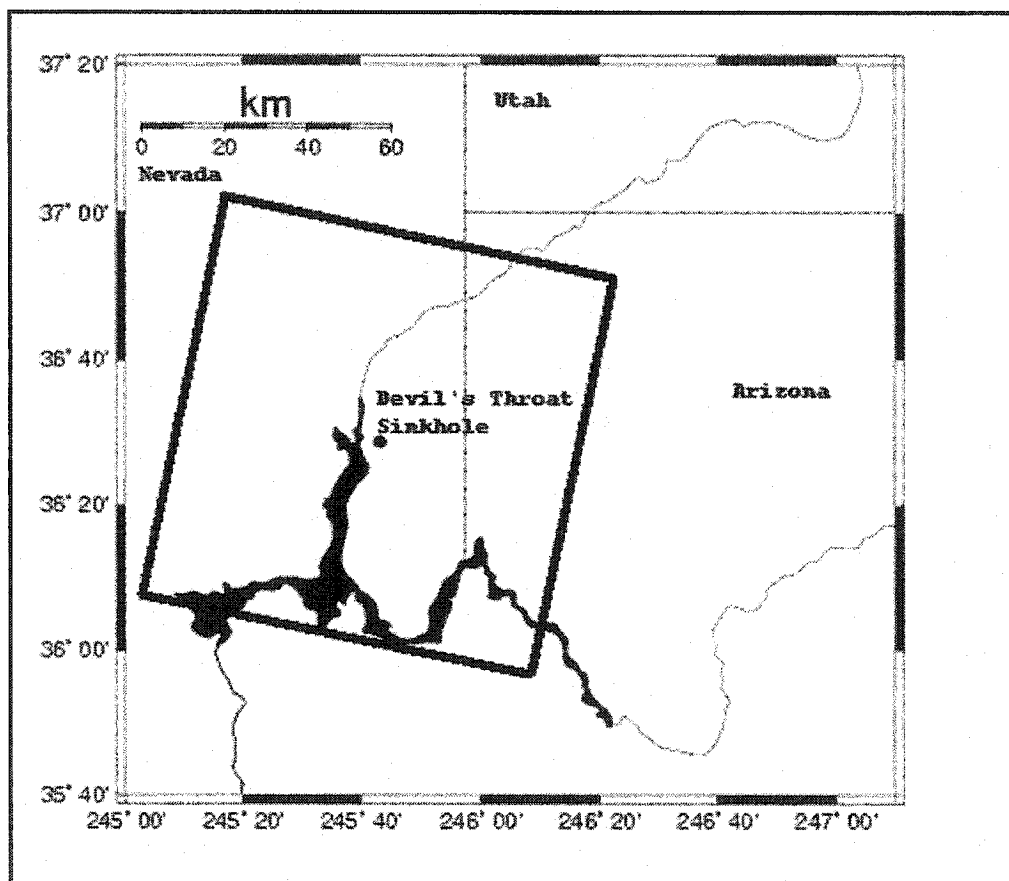 37° 20'
km
Utah
0 20 40 60
Nevada
37° 00'
36° 40'
Devil's Throat
Sinkhole
Arizona
36° 20'
36° 00'
35° 40'
245° 00' 245° 20' 245° 40' 246° 00' 246° 20' 246° 40' 247° 00'